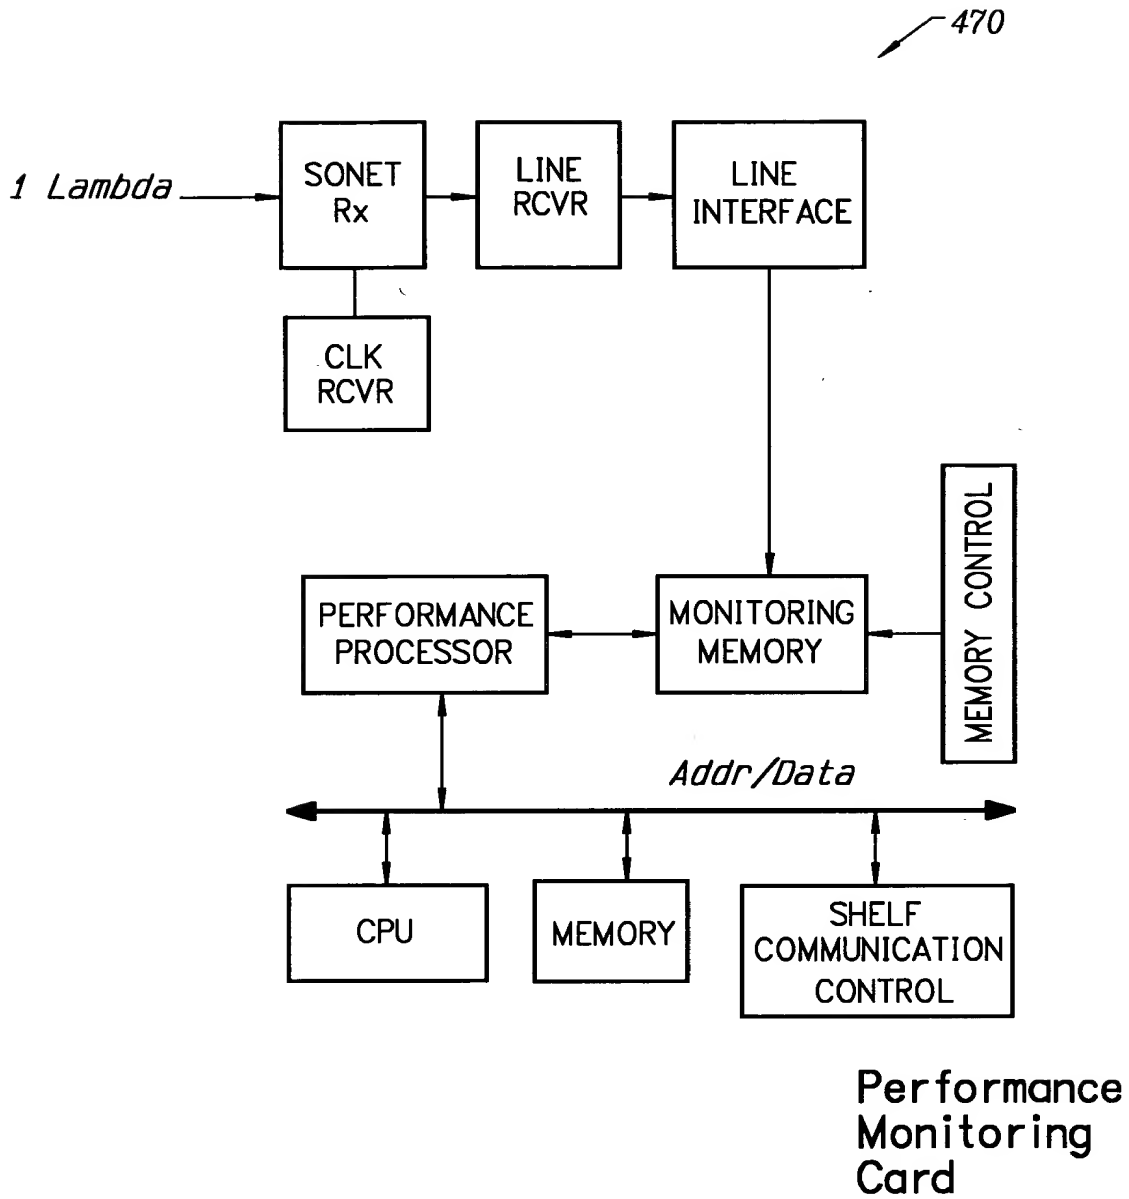 470
1 Lambda
SONET
Rx
LINE
RCVR
LINE
INTERFACE
CLK
RCVR
MEMORY CONTROL
PERFORMANCE
PROCESSOR
MONITORING
MEMORY
Addr/Data
CPU
MEMORY
SHELF
COMMUNICATION
CONTROL
Performance
Monitoring
Card